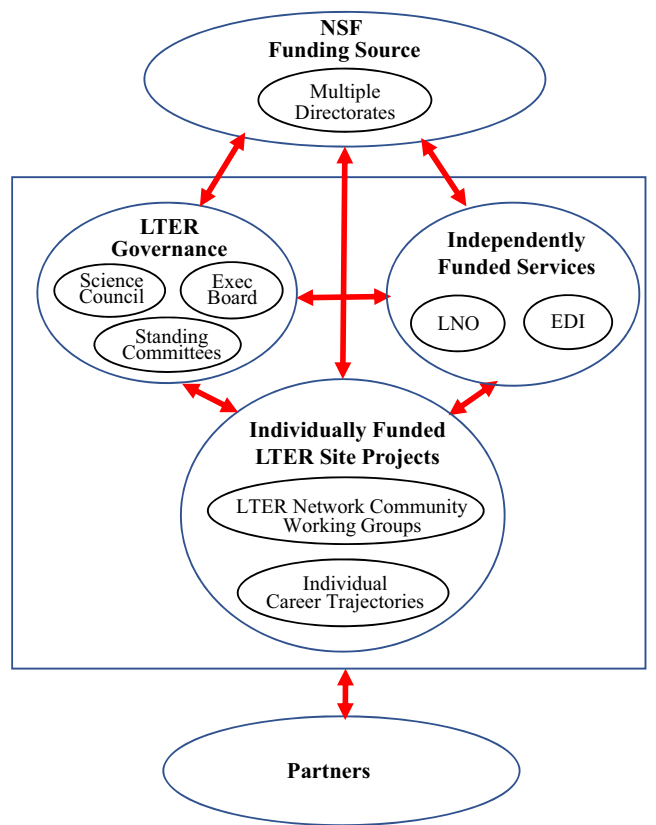 NSF
Funding Source
Multiple
Directorates
LTER
Governance
Science
Council
Exec
Board
Standing
Committees
Independently
Funded Services
LNO
EDI
Individually Funded
LTER Site Projects
LTER Network Community
Working Groups
Individual
Career Trajectories
Partners